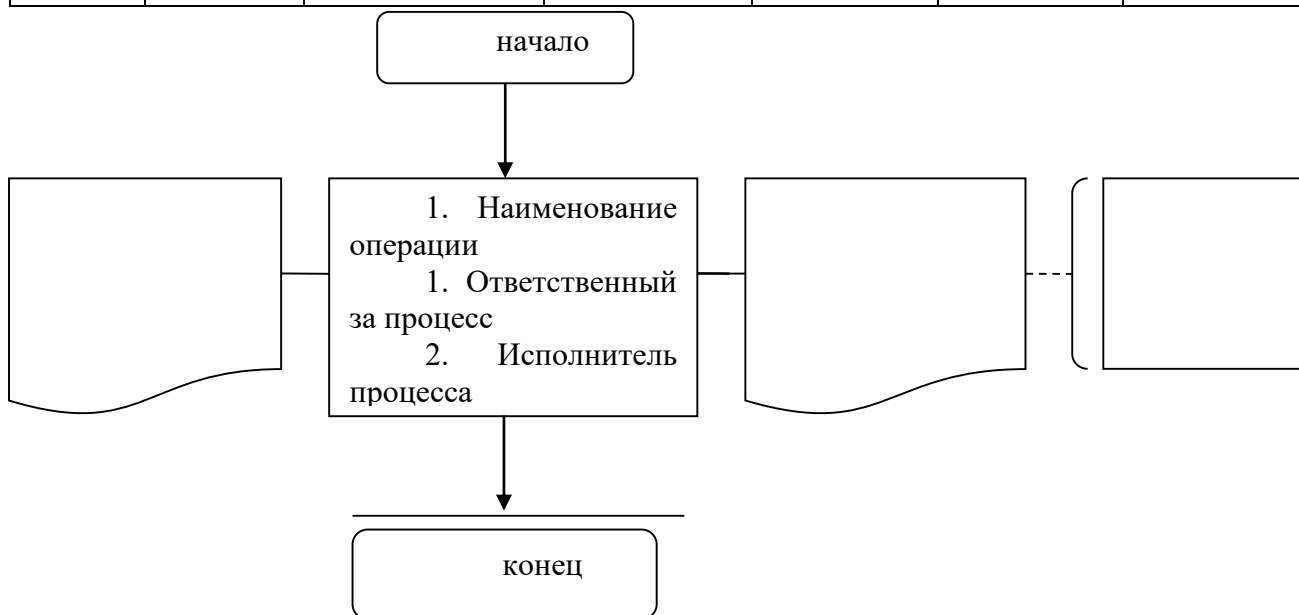 начало
1. Наименование
операции
1. Ответственный
за процесс
2. Исполнитель
процесса
конец